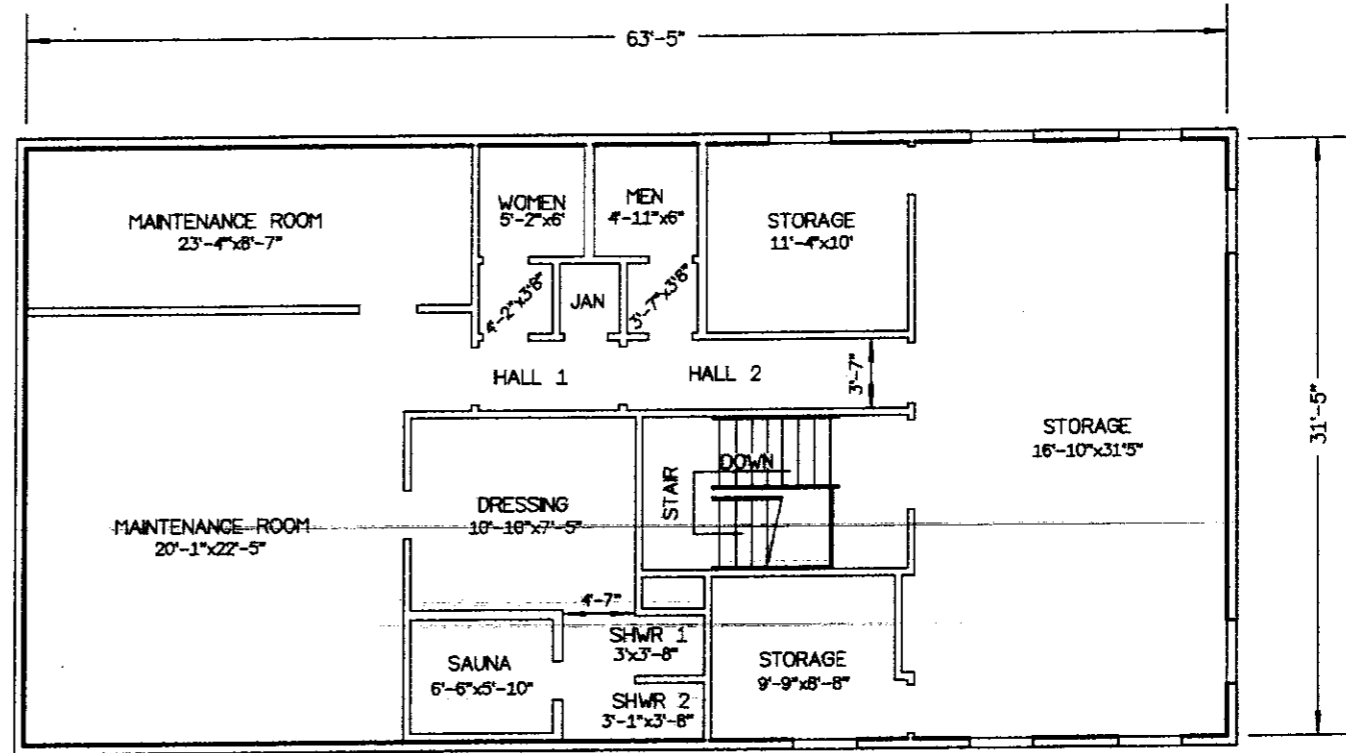 63'-5"
MAINTENANCE ROOM
23'-4"x8'-7"
WOMEN
5'-2"x6'
MEN
4'-11"x6"
STORAGE
11'-4"x10'
4'-2"x3'8"
JAN
3'-7"x3'8"
HALL 1
HALL 2
3'-7"
STORAGE
16'-10"x31'5"
31'-5"
DOWN
STAIR
DRESSING
10'-10"x7'-5"
MAINTENANCE ROOM
20'-1"x22'-5"
4'-7"
SHWR 1
3'x3'-8"
SAUNA
6'-6"x5'-10"
STORAGE
9'-9"x8'-8"
SHWR 2
3'-1"x3'-8"